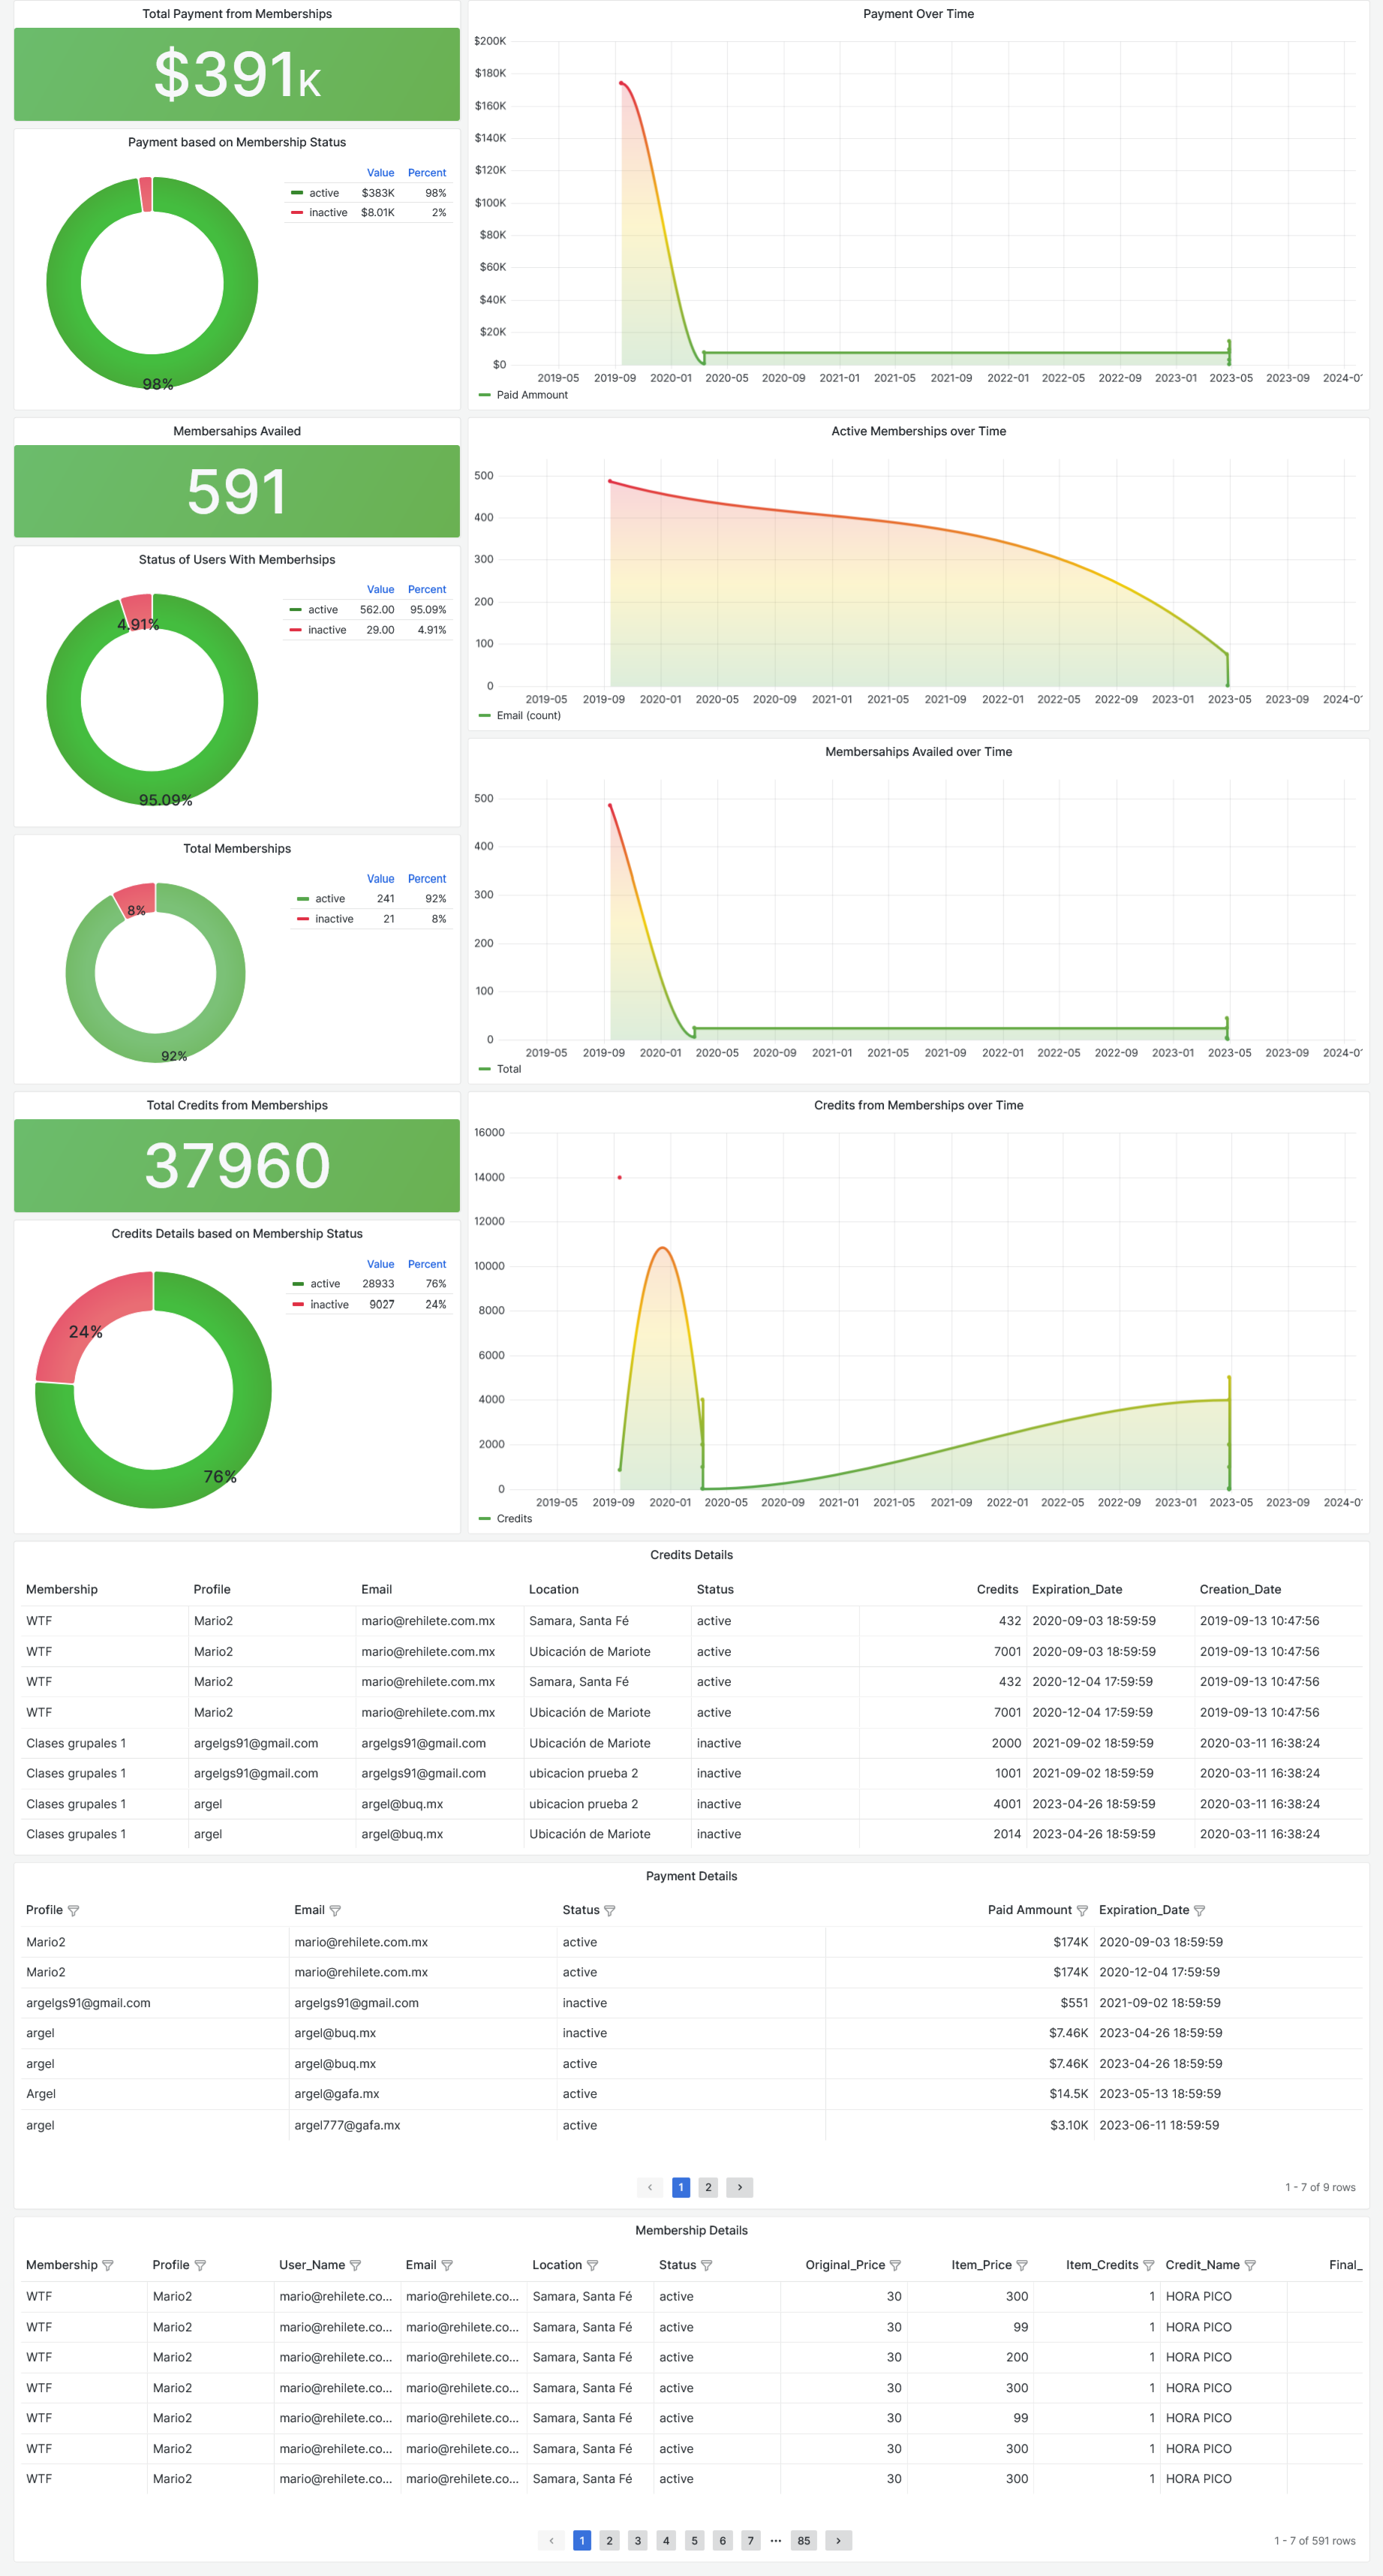 Total Payment from Memberships
$391K
Payment based on Membership Status
Value Percent
active $383K 98%
inactive $8.01K 2%
98%
Payment Over Time
$200K
$180K
$160K
$140K
$120K
$100K
$80K
$60K
$40K
$20K
$0
2019-05 2019-09 2020-01 2020-05 2020-09 2021-01 2021-05 2021-09 2022-01 2022-05 2022-09 2023-01 2023-05 2023-09 2024-0
Paid Ammount
Membersahips Availed
591
Status of Users With Memberhsips
Value Percent
active 562.00 95.09%
inactive 29.00 4.91%
4.91%
95.09%
Active Memberships over Time
500
400
300
200
100
0
2019-05 2019-09 2020-01 2020-05 2020-09 2021-01 2021-05 2021-09 2022-01 2022-05 2022-09 2023-01 2023-05 2023-09 2024-0
Email (count)
Total Memberships
Value Percent
active 241 92%
inactive 21 8%
8%
92%
Membersahips Availed over Time
500
400
300
200
100
0
2019-05 2019-09 2020-01 2020-05 2020-09 2021-01 2021-05 2021-09 2022-01 2022-05 2022-09 2023-01 2023-05 2023-09 2024-0
Total
Total Credits from Memberships
37960
Credits Details based on Membership Status
Value Percent
active 28933 76%
inactive 9027 24%
24%
76%
Credits from Memberships over Time
16000
14000
12000
10000
8000
6000
4000
2000
0
2019-05 2019-09 2020-01 2020-05 2020-09 2021-01 2021-05 2021-09 2022-01 2022-05 2022-09 2023-01 2023-05 2023-09 2024-0
Credits
Credits Details
Membership Profile Email Location Status Credits Expiration_Date Creation_Date
WTF Mario2 mario@rehilete.com.mx Samara, Santa Fé active 432 2020-09-03 18:59:59 2019-09-13 10:47:56
WTF Mario2 mario@rehilete.com.mx Ubicación de Mariote active 7001 2020-09-03 18:59:59 2019-09-13 10:47:56
WTF Mario2 mario@rehilete.com.mx Samara, Santa Fé active 432 2020-12-04 17:59:59 2019-09-13 10:47:56
WTF Mario2 mario@rehilete.com.mx Ubicación de Mariote active 7001 2020-12-04 17:59:59 2019-09-13 10:47:56
Clases grupales 1 argelgs91@gmail.com argelgs91@gmail.com Ubicación de Mariote inactive 2000 2021-09-02 18:59:59 2020-03-11 16:38:24
Clases grupales 1 argelgs91@gmail.com argelgs91@gmail.com ubicacion prueba 2 inactive 1001 2021-09-02 18:59:59 2020-03-11 16:38:24
Clases grupales 1 argel argel@buq.mx ubicacion prueba 2 inactive 4001 2023-04-26 18:59:59 2020-03-11 16:38:24
Clases grupales 1 argel argel@buq.mx Ubicación de Mariote inactive 2014 2023-04-26 18:59:59 2020-03-11 16:38:24
Payment Details
Profile Email Status Paid Ammount Expiration_Date
Mario2 mario@rehilete.com.mx active $174K 2020-09-03 18:59:59
Mario2 mario@rehilete.com.mx active $174K 2020-12-04 17:59:59
argelgs91@gmail.com argelgs91@gmail.com inactive $551 2021-09-02 18:59:59
argel argel@buq.mx inactive $7.46K 2023-04-26 18:59:59
argel argel@buq.mx active $7.46K 2023-04-26 18:59:59
Argel argel@gafa.mx active $14.5K 2023-05-13 18:59:59
argel argel777@gafa.mx active $3.10K 2023-06-11 18:59:59
‹ 1 2 › 1 - 7 of 9 rows
Membership Details
Membership Profile User_Name Email Location Status Original_Price Item_Price Item_Credits Credit_Name Final_
WTF Mario2 mario@rehilete.co... mario@rehilete.co... Samara, Santa Fé active 30 300 1 HORA PICO
WTF Mario2 mario@rehilete.co... mario@rehilete.co... Samara, Santa Fé active 30 99 1 HORA PICO
WTF Mario2 mario@rehilete.co... mario@rehilete.co... Samara, Santa Fé active 30 200 1 HORA PICO
WTF Mario2 mario@rehilete.co... mario@rehilete.co... Samara, Santa Fé active 30 300 1 HORA PICO
WTF Mario2 mario@rehilete.co... mario@rehilete.co... Samara, Santa Fé active 30 99 1 HORA PICO
WTF Mario2 mario@rehilete.co... mario@rehilete.co... Samara, Santa Fé active 30 300 1 HORA PICO
WTF Mario2 mario@rehilete.co... mario@rehilete.co... Samara, Santa Fé active 30 300 1 HORA PICO
‹ 1 2 3 4 5 6 7 ••• 85 › 1 - 7 of 591 rows